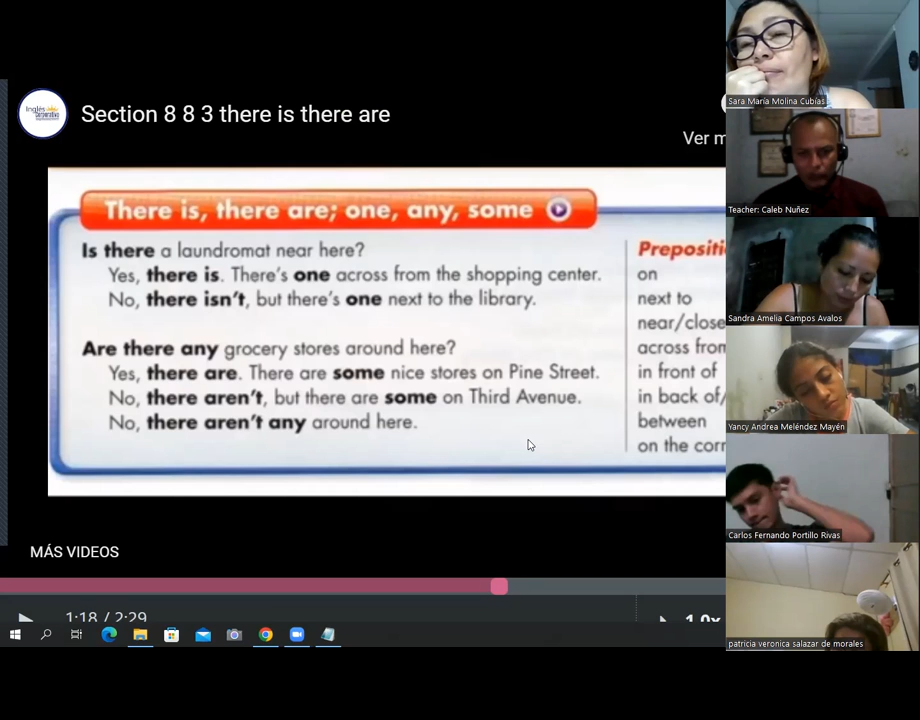 Inglés
Corporativo
Section 8 8 3 there is there are
Ver m
There is, there are; one, any, some
Is there a laundromat near here?
Yes, there is. There's one across from the shopping center.
No, there isn't, but there's one next to the library.
Are there any grocery stores around here?
Yes, there are. There are some nice stores on Pine Street.
No, there aren't, but there are some on Third Avenue.
No, there aren't any around here.
Prepositi
on
next to
near/close
across from
in front of
in back of/
between
on the corr
MÁS VIDEOS
1:18 / 2:29
1.0x
Sara María Molina Cubías
Teacher: Caleb Nuñez
Sandra Amelia Campos Avalos
Yancy Andrea Meléndez Mayén
Carlos Fernando Portillo Rivas
patricia veronica salazar de morales